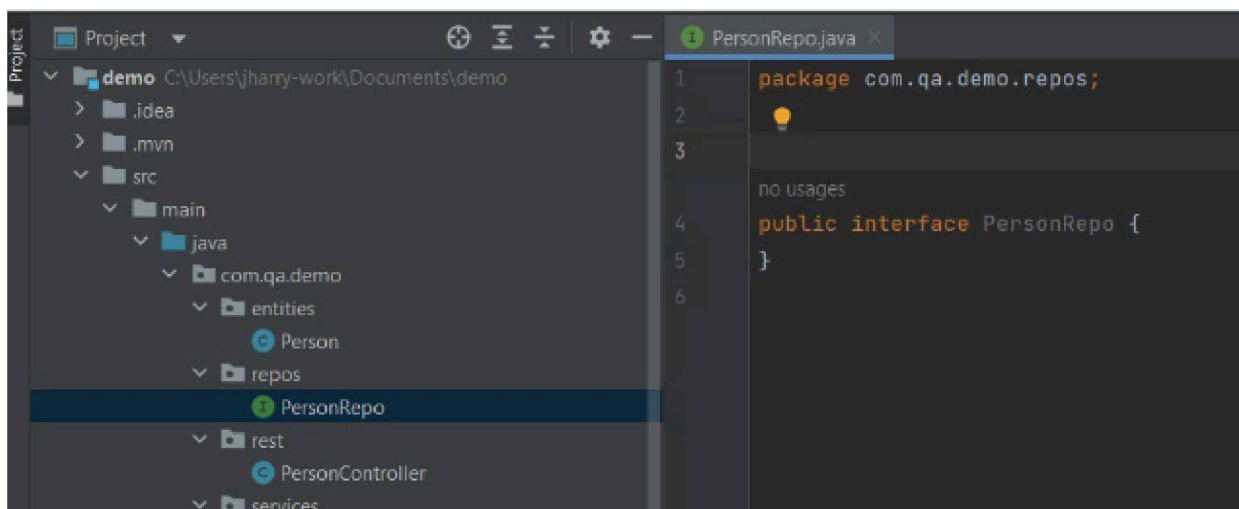 Project
Project
demo C:\Users\jharry-work\Documents\demo
.idea
.mvn
src
main
java
com.qa.demo
entities
C Person
repos
I PersonRepo
rest
C PersonController
services
I PersonRepo.java
1 package com.qa.demo.repos;
2
3
no usages
4 public interface PersonRepo {
5 }
6